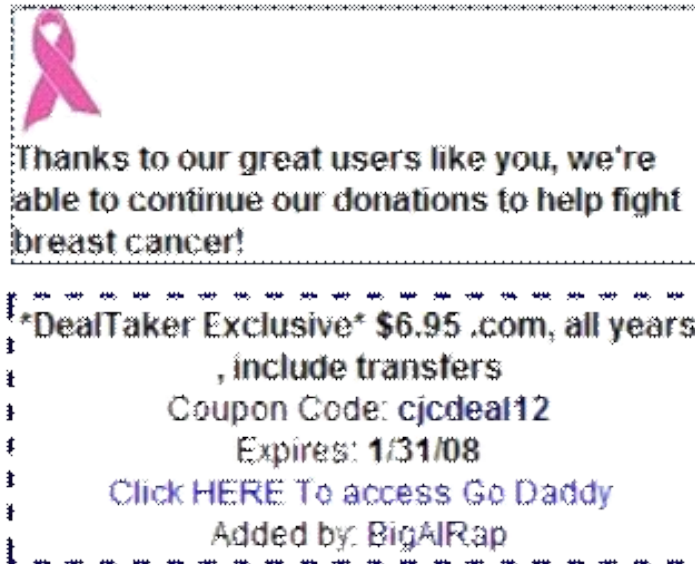 Thanks to our great users like you, we're
able to continue our donations to help fight
breast cancer!
*DealTaker Exclusive* $6.95 .com, all years
, include transfers
Coupon Code: cjcdeal12
Expires: 1/31/08
Click HERE To access Go Daddy
Added by: BigAlRap